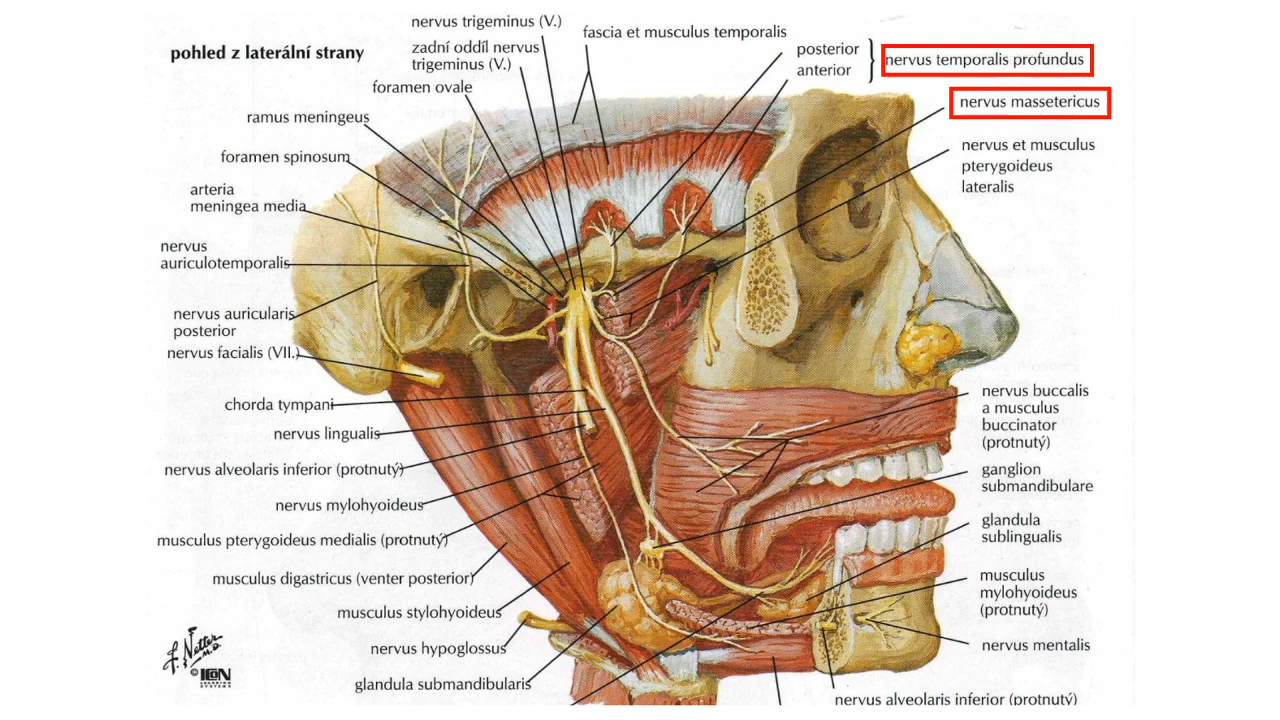 nervus trigeminus (V.)
fascia et musculus temporalis
pohled z laterální strany
zadní oddíl nervus
trigeminus (V.)
foramen ovale
posterior
anterior
nervus temporalis profundus
nervus massetericus
ramus meningeus
foramen spinosum
arteria
meningea media
nervus
auriculotemporalis
nervus auricularis
posterior
nervus facialis (VII.)
chorda tympani
nervus lingualis
nervus alveolaris inferior (protnutý)
nervus mylohyoideus
musculus pterygoideus medialis (protnutý)
musculus digastricus (venter posterior)
musculus stylohyoideus
nervus hypoglossus
glandula submandibularis
nervus et musculus
pterygoideus
lateralis
nervus buccalis
a musculus
buccinator
(protnutý)
ganglion
submandibulare
glandula
sublingualis
musculus
mylohyoideus
(protnutý)
nervus mentalis
nervus alveolaris inferior (protnutý)
F. Netter
M.D.
© ICON
LEARNING
SYSTEMS